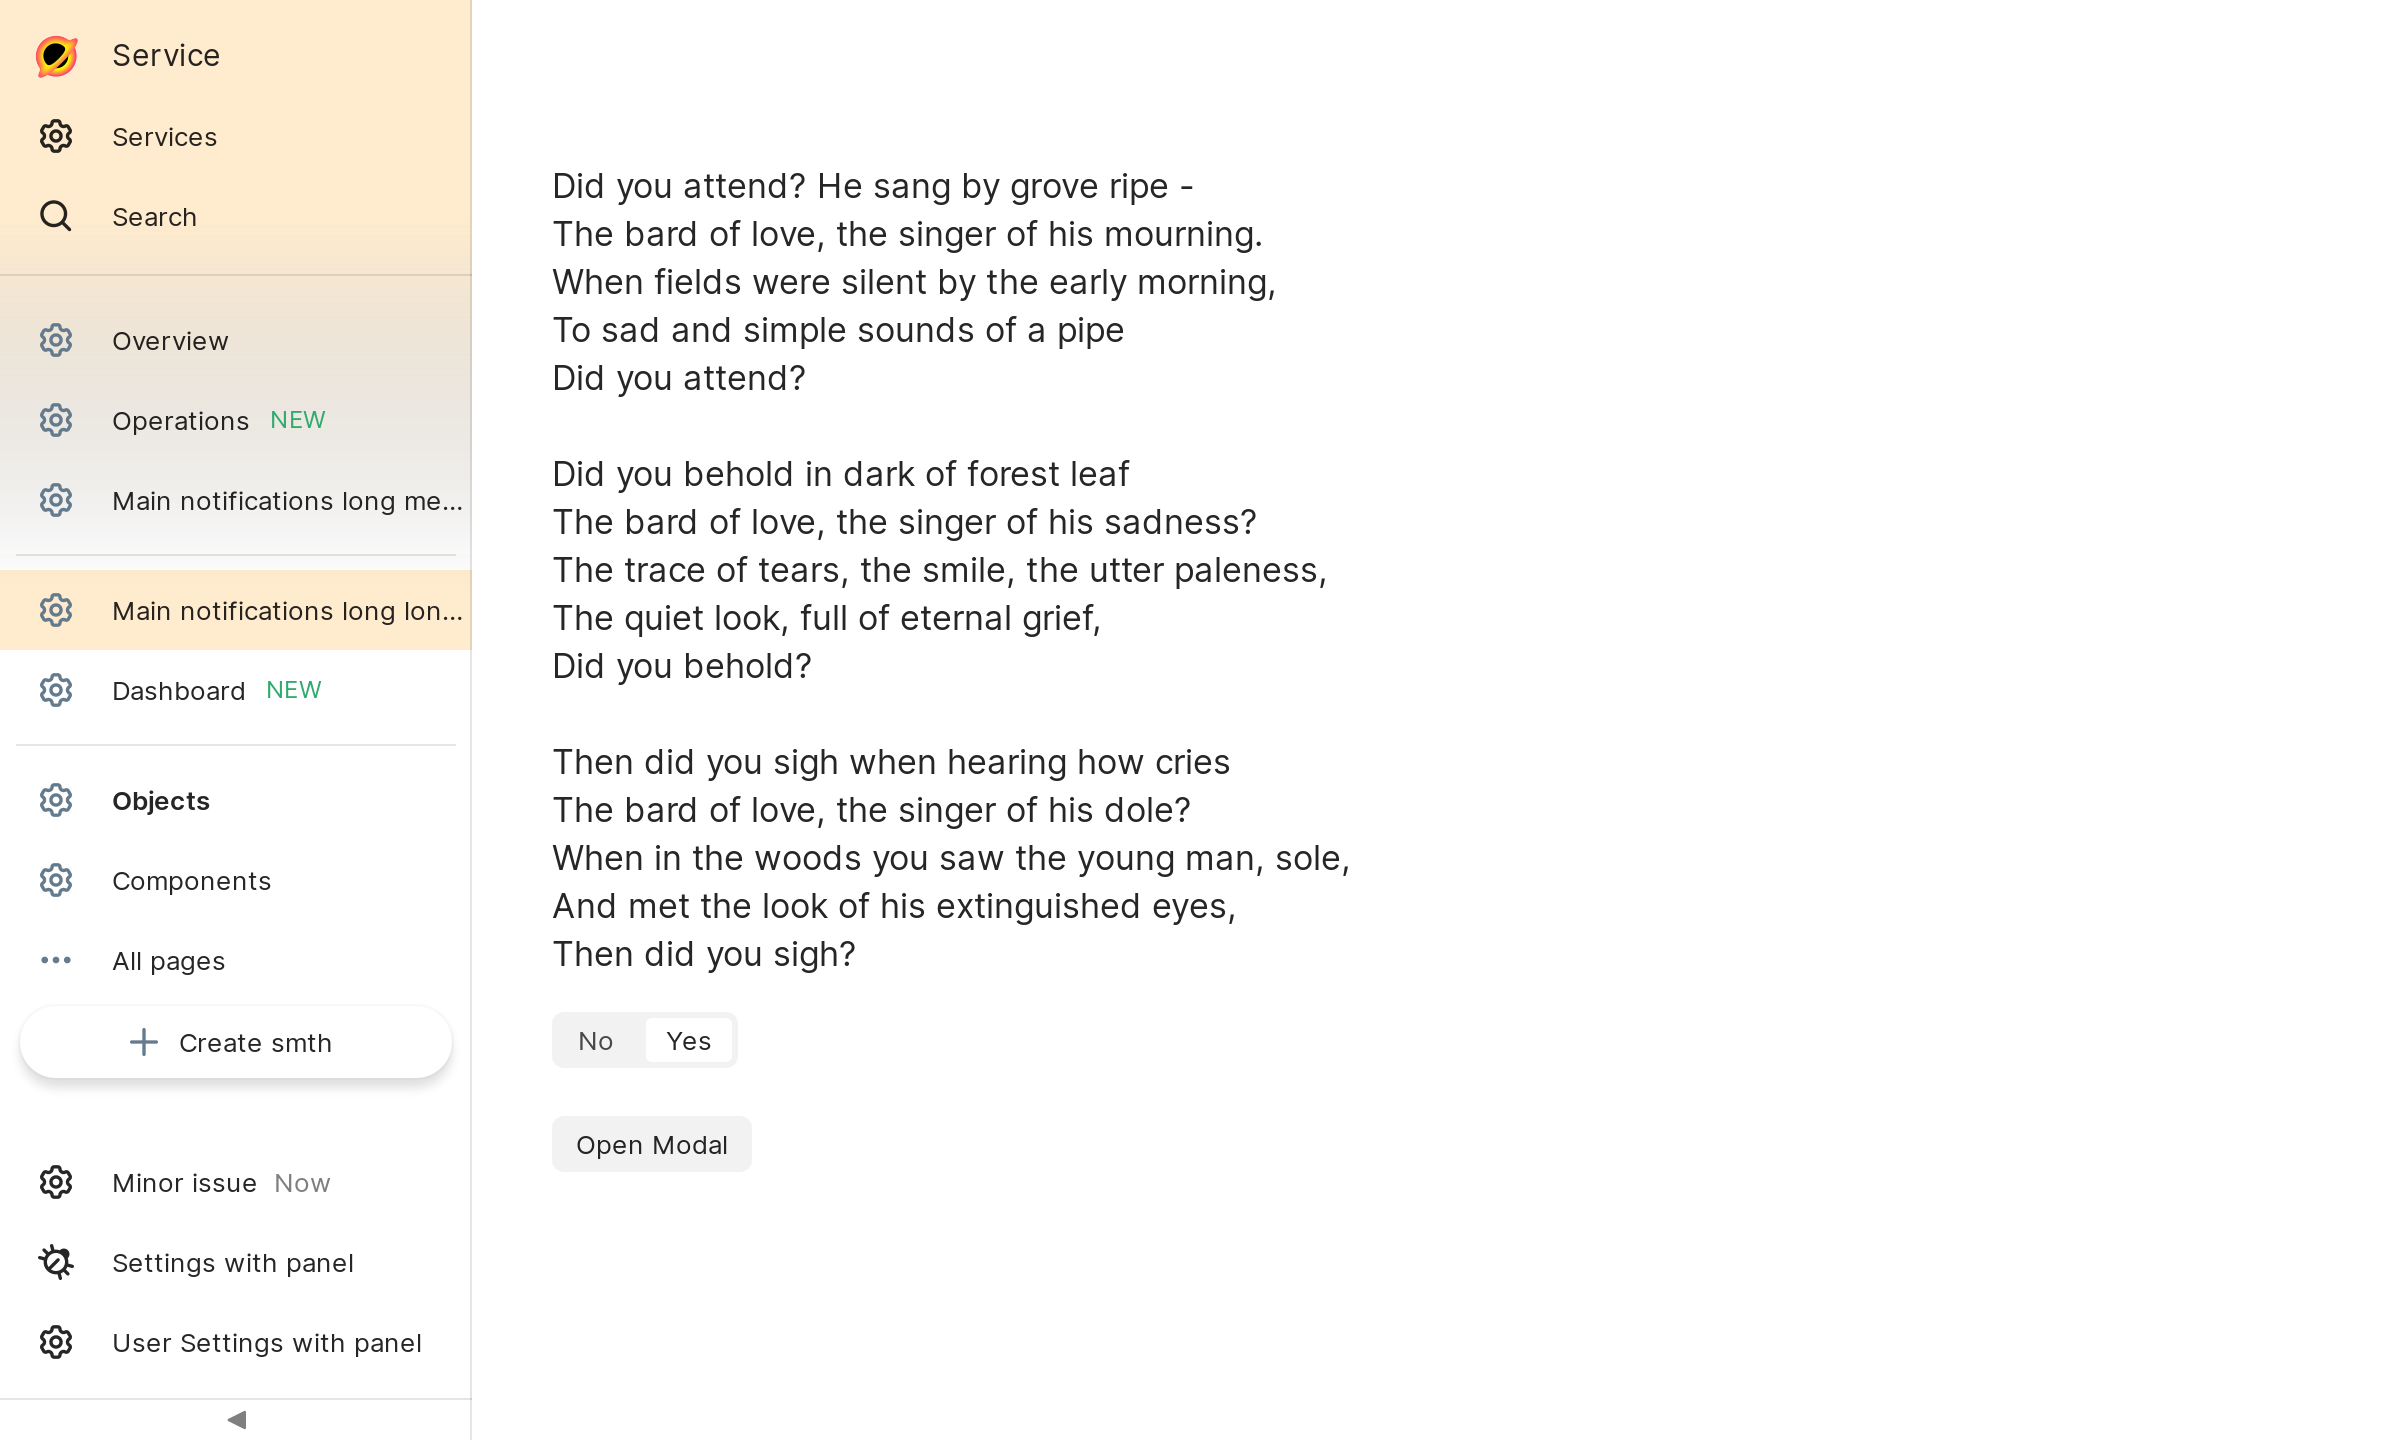 Service
Services
Search
Overview
Operations NEW
Main notifications long me...
Main notifications long lon...
Dashboard NEW
Objects
Components
All pages
Create smth
Minor issue Now
Settings with panel
User Settings with panel
Did you attend? He sang by grove ripe -
The bard of love, the singer of his mourning.
When fields were silent by the early morning,
To sad and simple sounds of a pipe
Did you attend?
Did you behold in dark of forest leaf
The bard of love, the singer of his sadness?
The trace of tears, the smile, the utter paleness,
The quiet look, full of eternal grief,
Did you behold?
Then did you sigh when hearing how cries
The bard of love, the singer of his dole?
When in the woods you saw the young man, sole,
And met the look of his extinguished eyes,
Then did you sigh?
No Yes
Open Modal